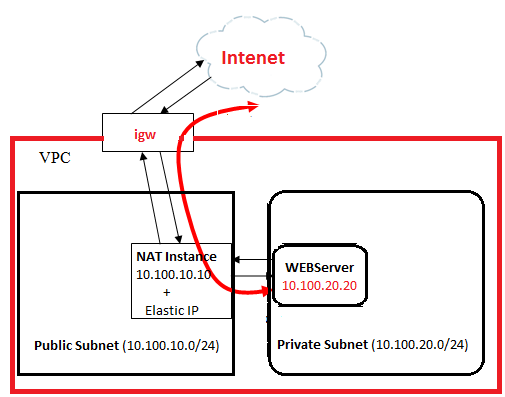 Intenet
igw
VPC
NAT Instance
10.100.10.10
+
Elastic IP
WEBServer
10.100.20.20
Public Subnet (10.100.10.0/24)
Private Subnet (10.100.20.0/24)